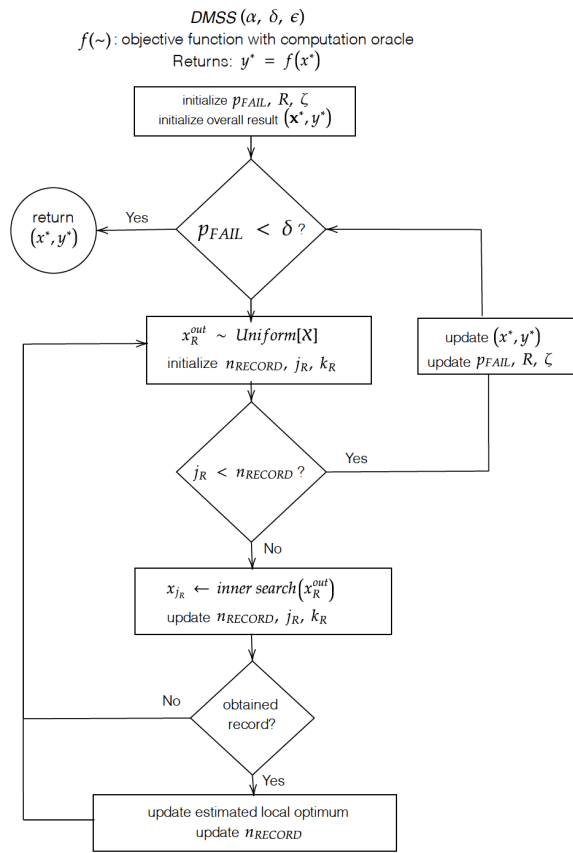 DMSS (α, δ, ϵ)
f(~) : objective function with computation oracle
Returns: y* = f(x*)
initialize p_FAIL, R, ζ
initialize overall result (x*, y*)
return
(x*, y*)
Yes
p_FAIL < δ ?
x_R^out ~ Uniform[X]
initialize n_RECORD, j_R, k_R
update (x*, y*)
update p_FAIL, R, ζ
j_R < n_RECORD ?
Yes
No
x_{j_R} ← inner search(x_R^out)
update n_RECORD, j_R, k_R
No
obtained
record?
Yes
update estimated local optimum
update n_RECORD